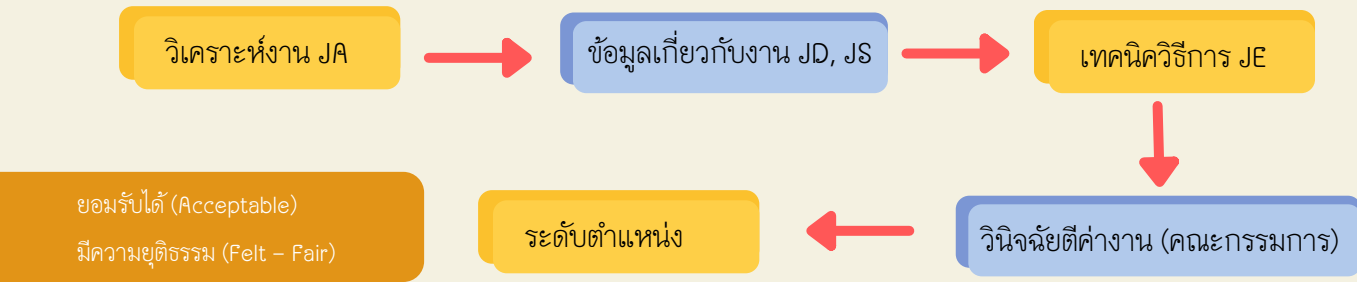 วิเคราะห์งาน JA
ข้อมูลเกี่ยวกับงาน JD, JS
เทคนิควิธีการ JE
วินิจฉัยตีค่างาน (คณะกรรมการ)
ระดับตำแหน่ง
ยอมรับได้ (Acceptable)
มีความยุติธรรม (Felt - Fair)